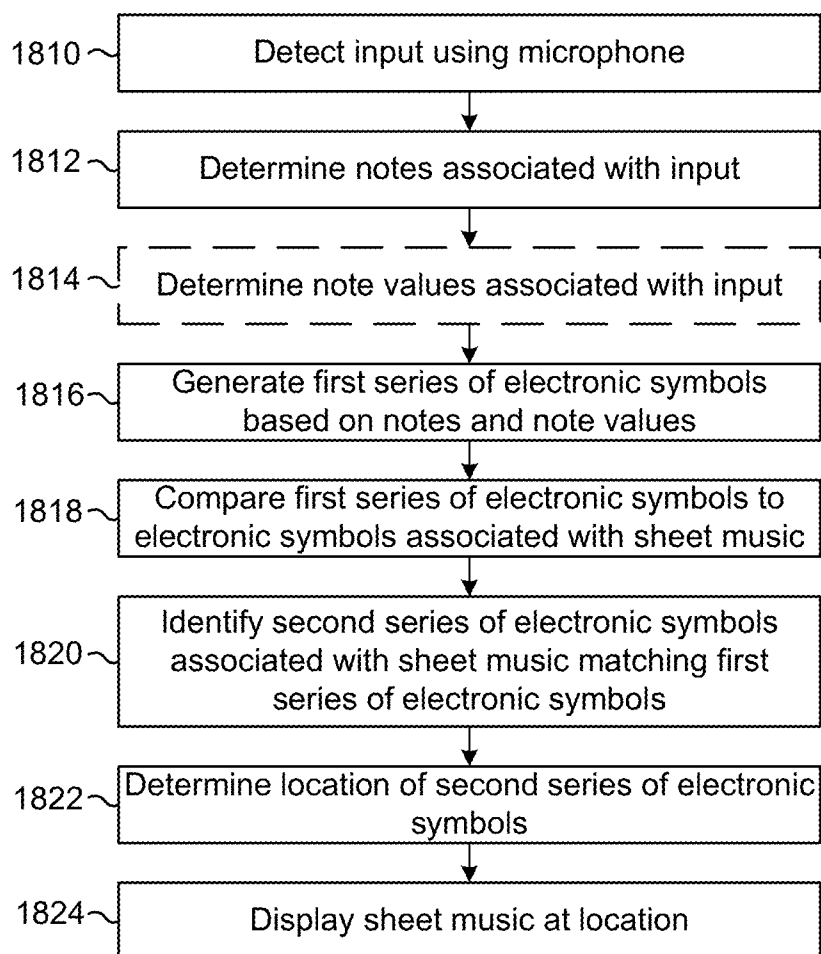 1810 Detect input using microphone
1812 Determine notes associated with input
1814 Determine note values associated with input
1816 Generate first series of electronic symbols
based on notes and note values
1818 Compare first series of electronic symbols to
electronic symbols associated with sheet music
1820 Identify second series of electronic symbols
associated with sheet music matching first
series of electronic symbols
1822 Determine location of second series of electronic
symbols
1824 Display sheet music at location